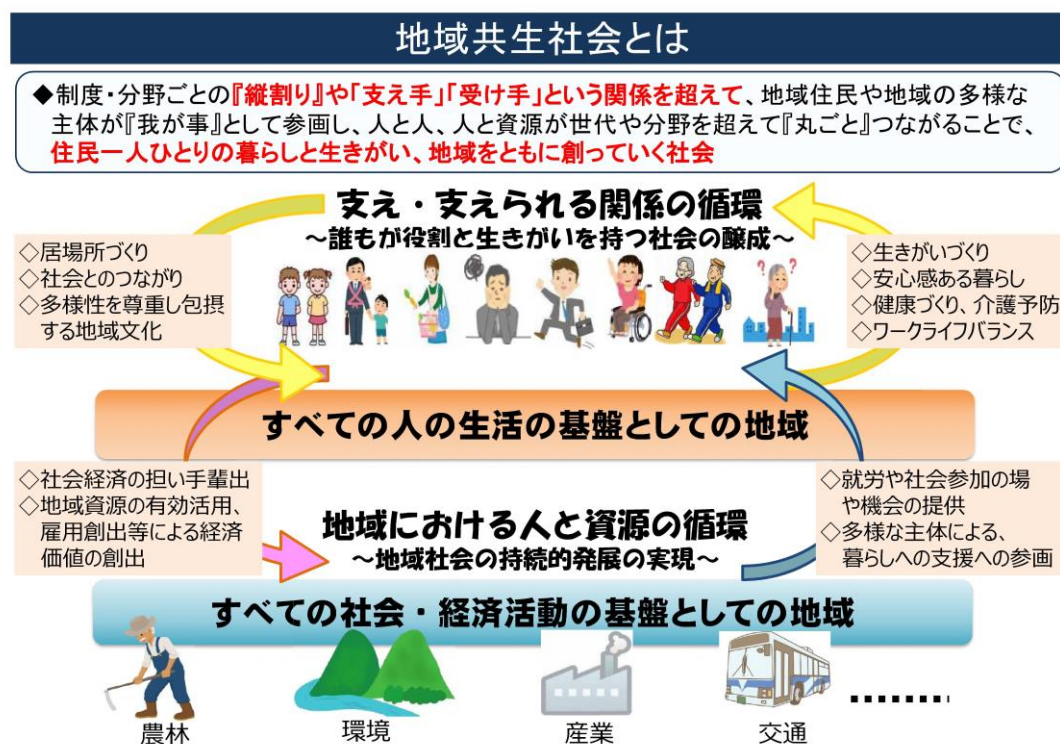 地域共生社会とは
◆制度・分野ごとの『縦割り』や「支え手」「受け手」という関係を超えて、地域住民や地域の多様な
主体が『我が事』として参画し、人と人、人と資源が世代や分野を超えて『丸ごと』つながることで、
住民一人ひとりの暮らしと生きがい、地域をともに創っていく社会
支え・支えられる関係の循環
～誰もが役割と生きがいを持つ社会の醸成～
◇居場所づくり
◇社会とのつながり
◇多様性を尊重し包摂
する地域文化
◇生きがいづくり
◇安心感ある暮らし
◇健康づくり、介護予防
◇ワークライフバランス
すべての人の生活の基盤としての地域
◇社会経済の担い手輩出
◇地域資源の有効活用、
雇用創出等による経済
価値の創出
地域における人と資源の循環
～地域社会の持続的発展の実現～
◇就労や社会参加の場
や機会の提供
◇多様な主体による、
暮らしへの支援への参画
すべての社会・経済活動の基盤としての地域
農林
環境
産業
交通